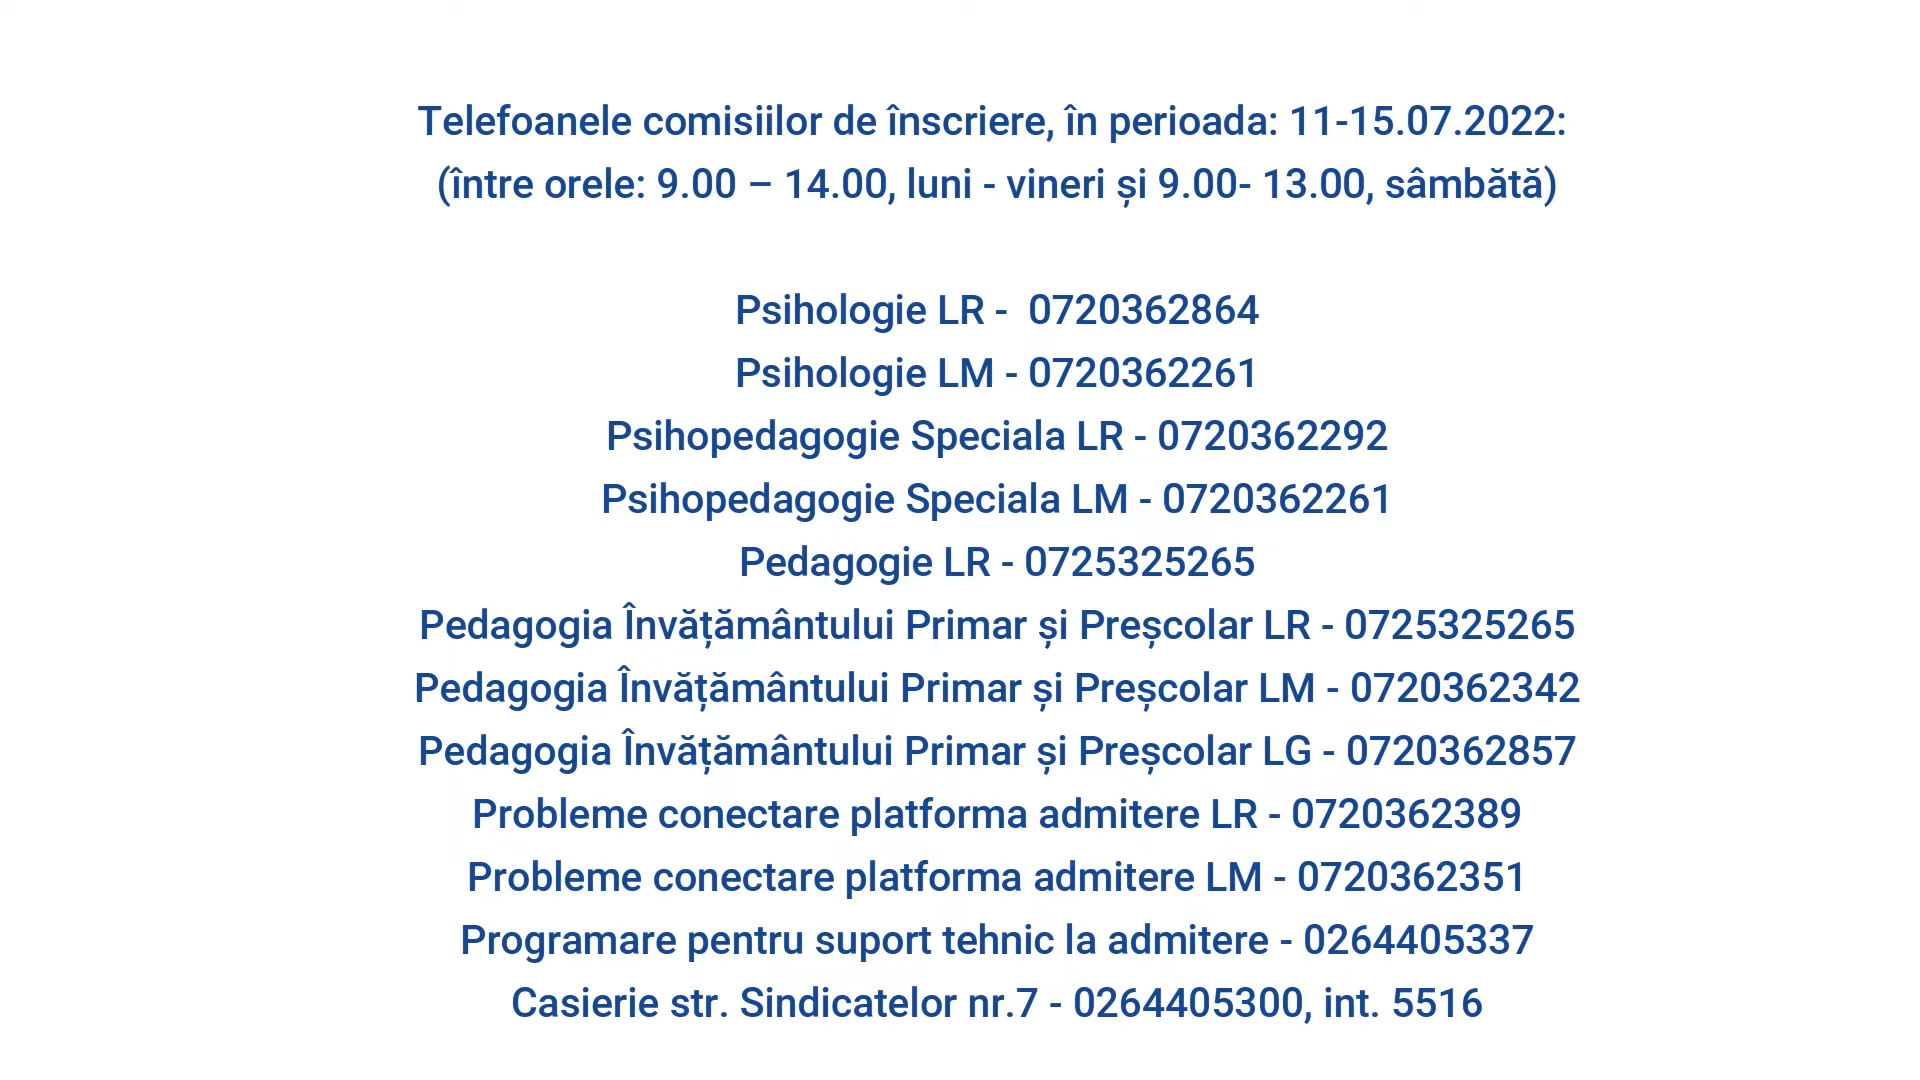 Telefoanele comisiilor de înscriere, în perioada: 11-15.07.2022:
(între orele: 9.00 – 14.00, luni - vineri și 9.00- 13.00, sâmbătă)
Psihologie LR - 0720362864
Psihologie LM - 0720362261
Psihopedagogie Speciala LR - 0720362292
Psihopedagogie Speciala LM - 0720362261
Pedagogie LR - 0725325265
Pedagogia Învățământului Primar și Preșcolar LR - 0725325265
Pedagogia Învățământului Primar și Preșcolar LM - 0720362342
Pedagogia Învățământului Primar și Preșcolar LG - 0720362857
Probleme conectare platforma admitere LR - 0720362389
Probleme conectare platforma admitere LM - 0720362351
Programare pentru suport tehnic la admitere - 0264405337
Casierie str. Sindicatelor nr.7 - 0264405300, int. 5516